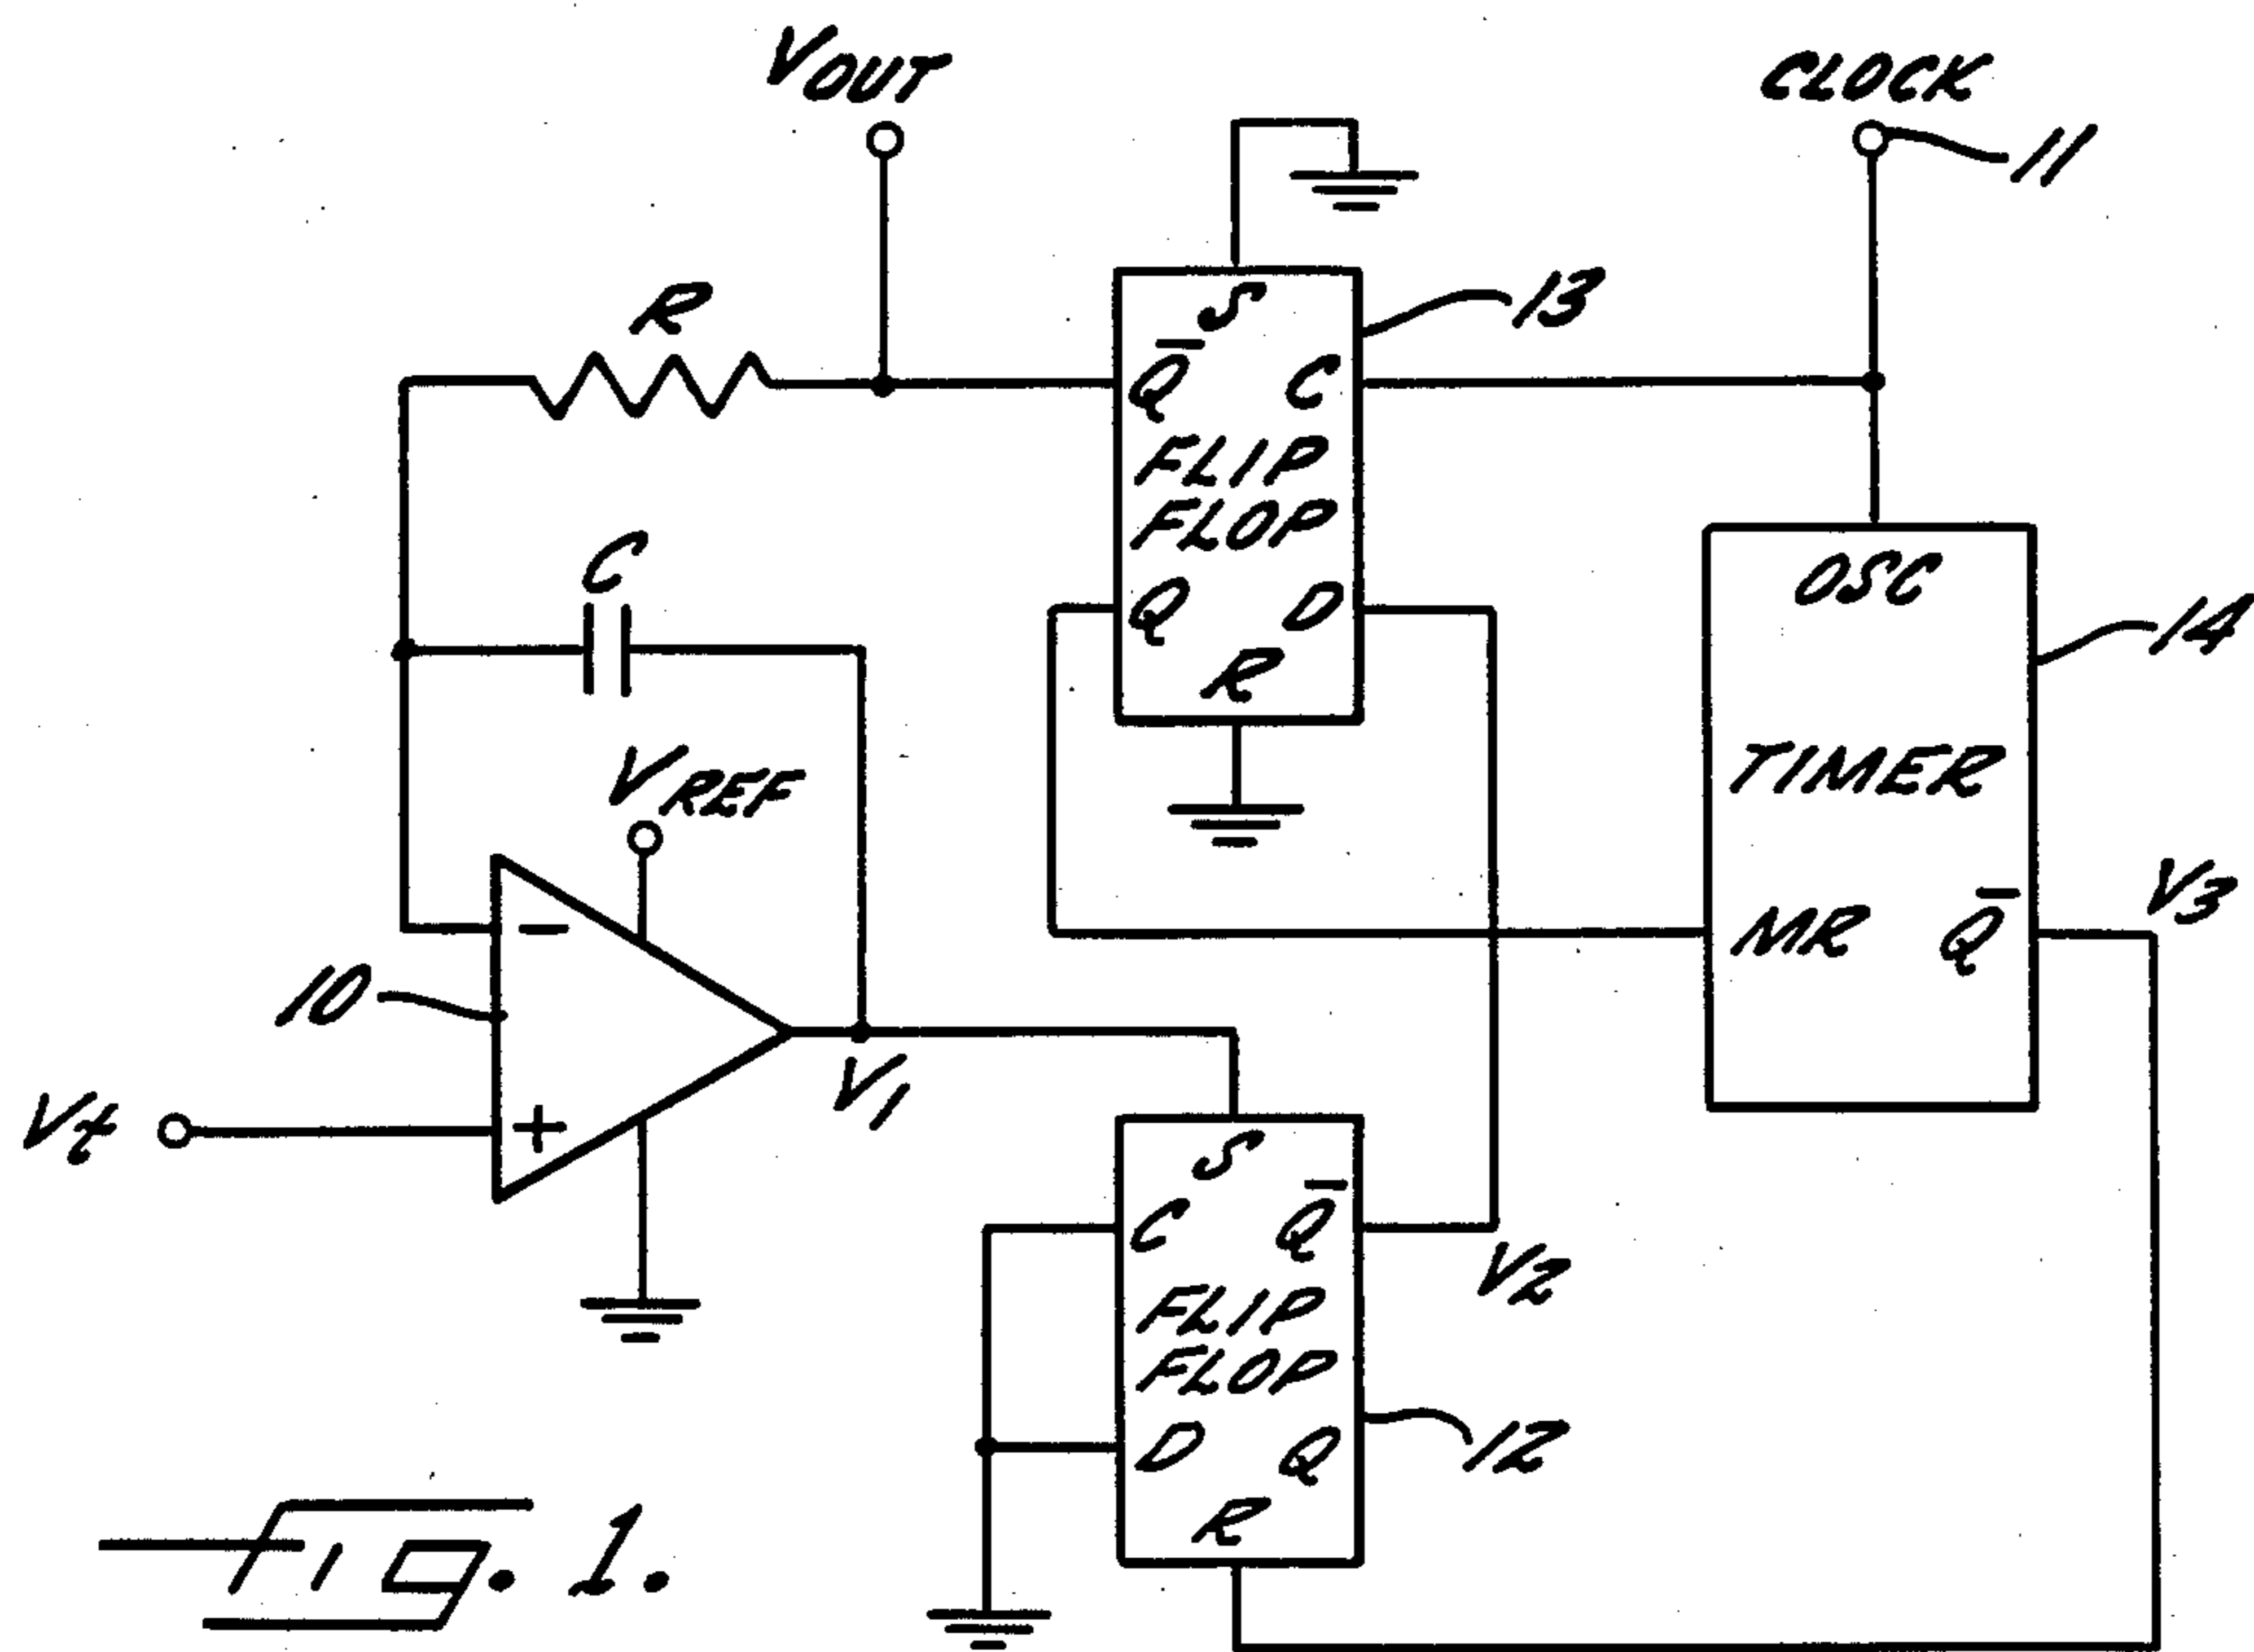 VOUT
CLOCK
11
R
S
13
Q̅ C
FLIP
FLOP
Q D
R
C
OSC
14
TIMER
MR Q̅
V3
VREF
10
-
+
Vt
V1
S
C Q̅
V2
FLIP
FLOP
D Q
12
R
Fig. 1.